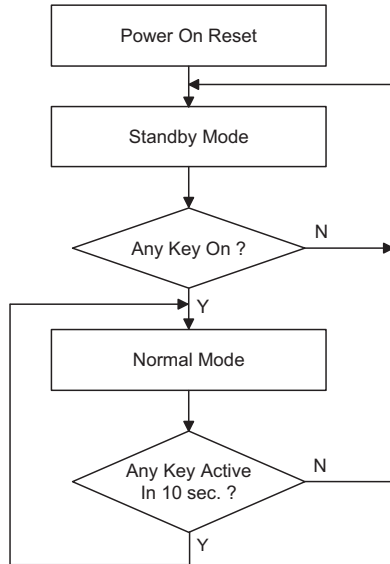 Power On Reset
Standby Mode
Any Key On ?
N
Y
Normal Mode
Any Key Active
In 10 sec. ?
N
Y